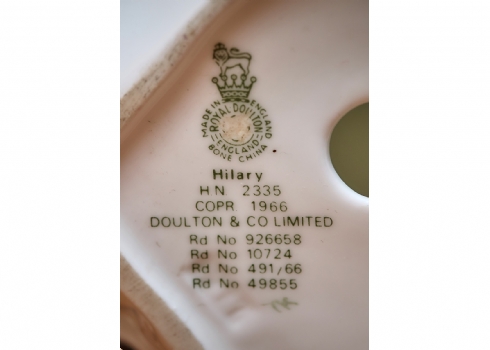 MADE IN ENGLAND
ROYAL DOULTON
ENGLAND
BONE CHINA
Hilary
HN 2335
COPR 1966
DOULTON & CO LIMITED
Rd No 926658
Rd No 10724
Rd No 491/66
Rd No 49855